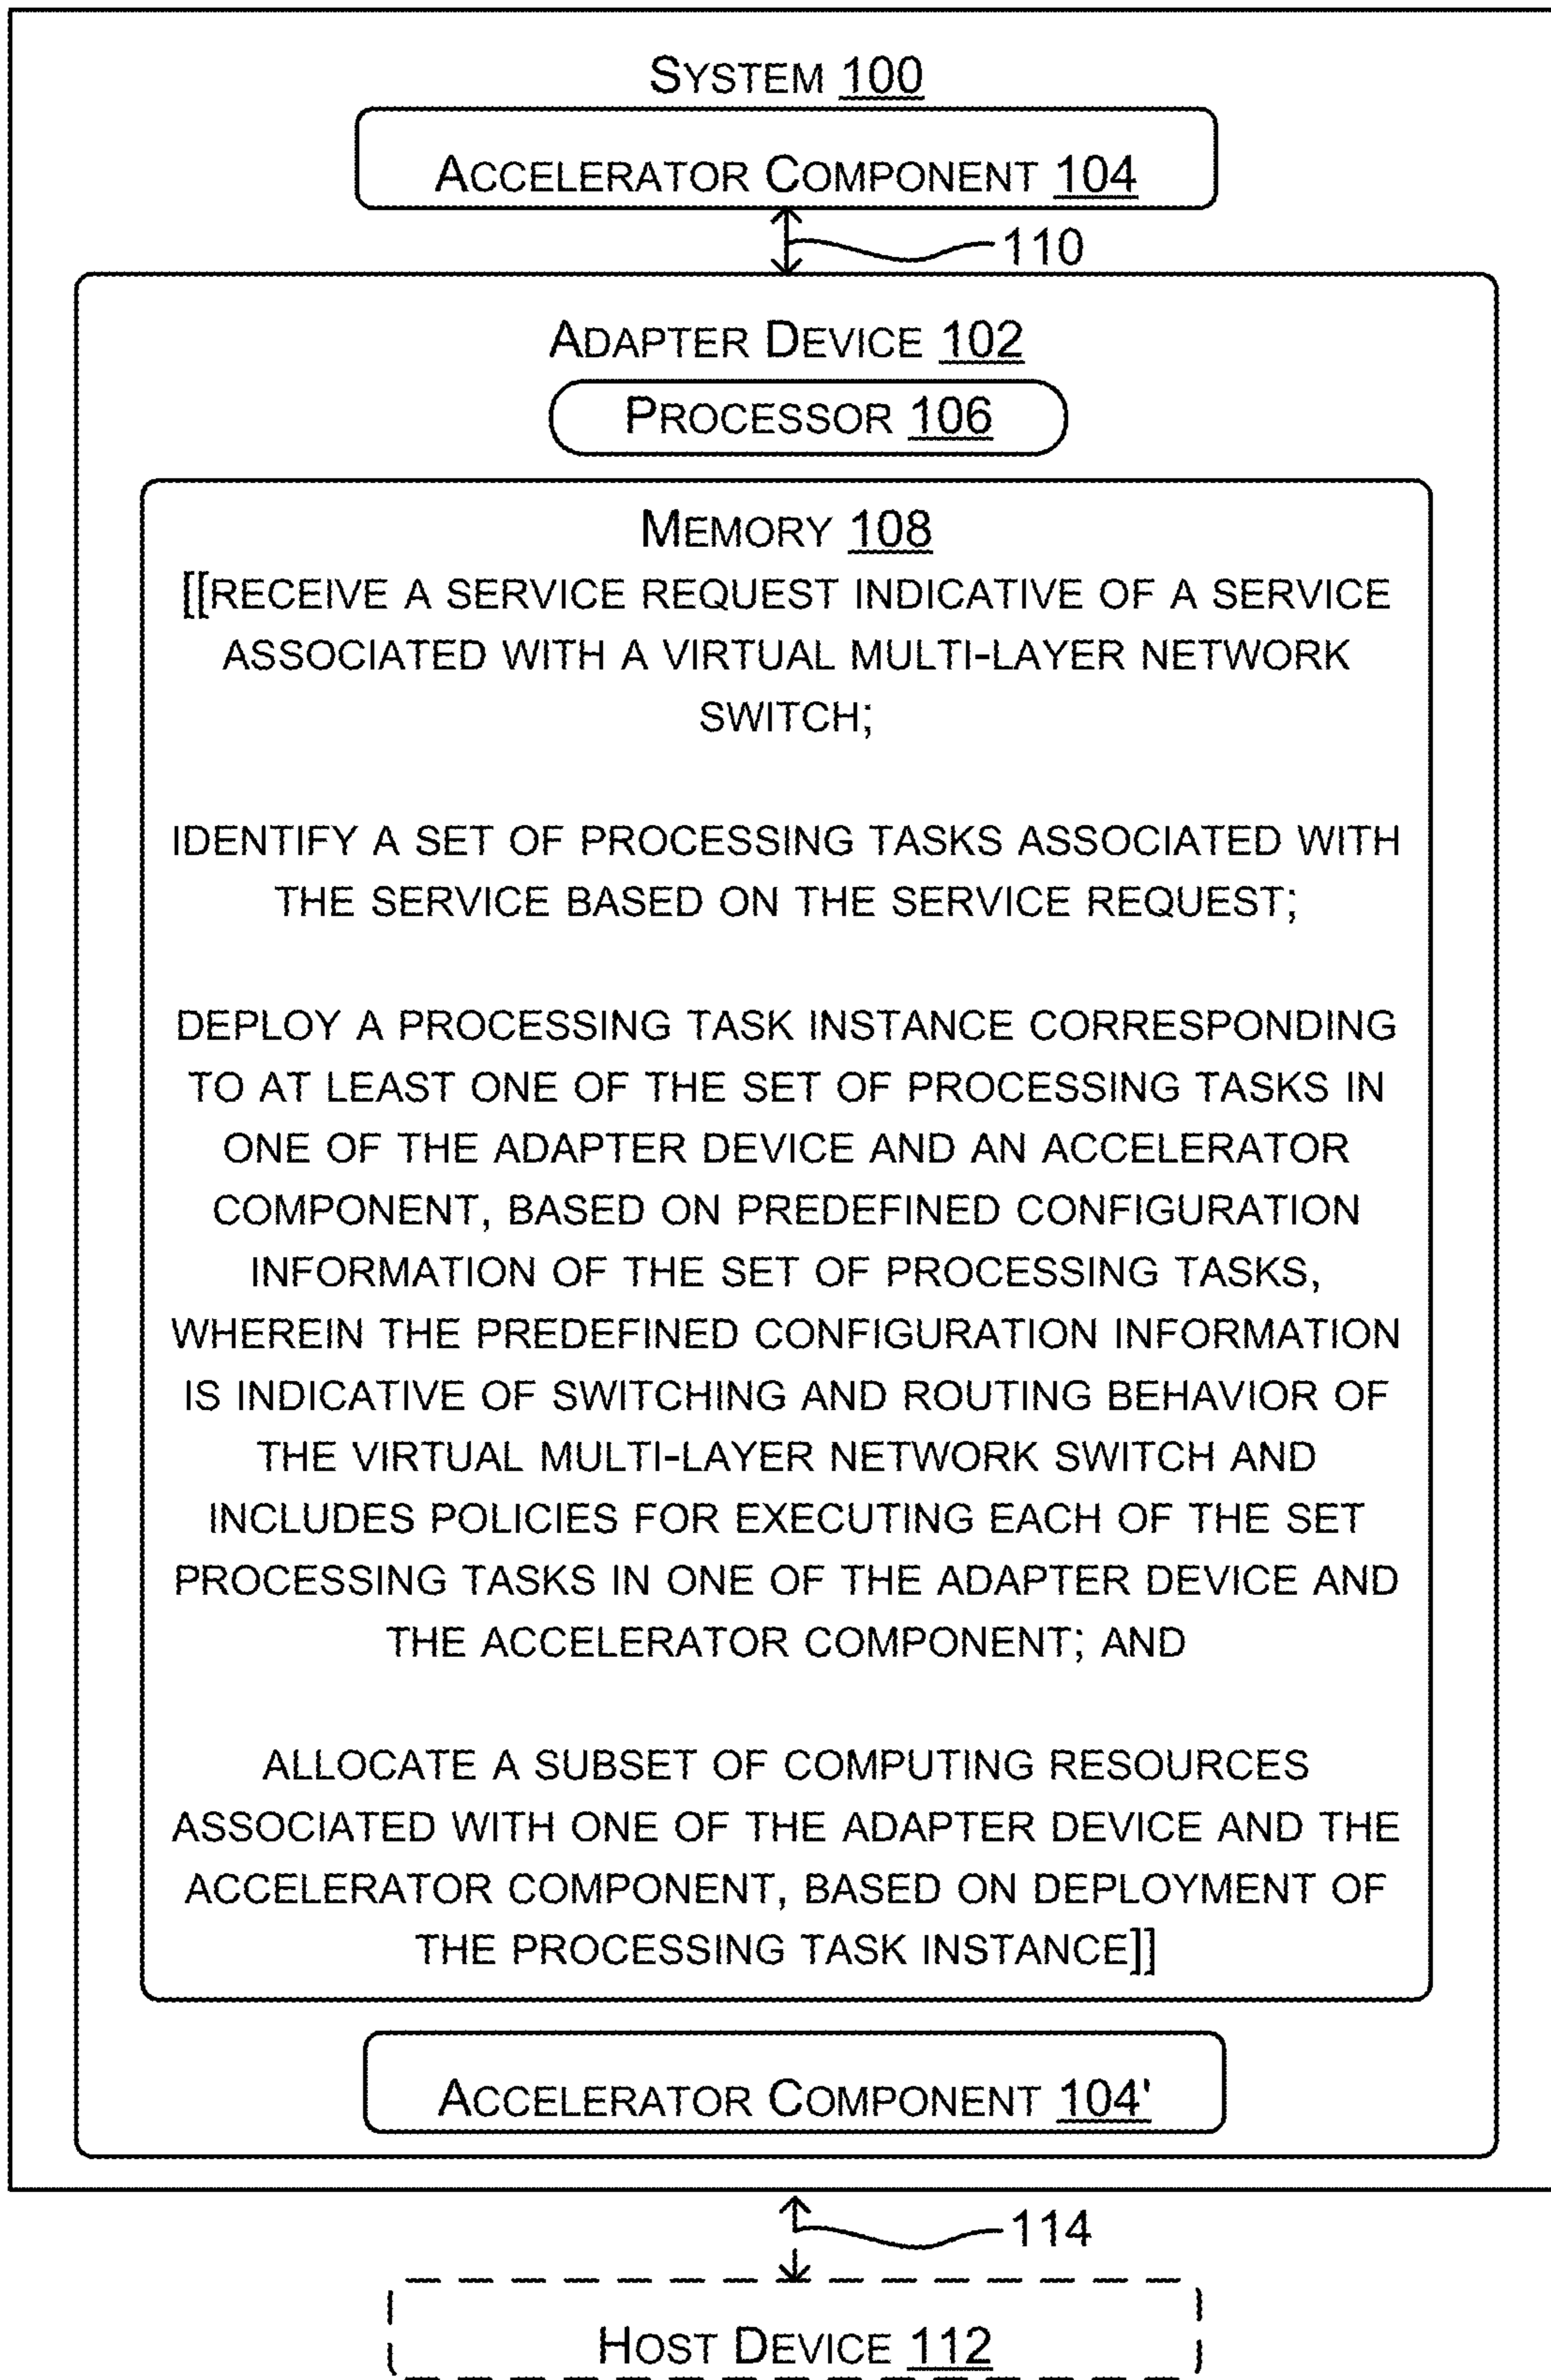 SYSTEM 100
ACCELERATOR COMPONENT 104
110
ADAPTER DEVICE 102
PROCESSOR 106
MEMORY 108
[[RECEIVE A SERVICE REQUEST INDICATIVE OF A SERVICE
ASSOCIATED WITH A VIRTUAL MULTI-LAYER NETWORK
SWITCH;
IDENTIFY A SET OF PROCESSING TASKS ASSOCIATED WITH
THE SERVICE BASED ON THE SERVICE REQUEST;
DEPLOY A PROCESSING TASK INSTANCE CORRESPONDING
TO AT LEAST ONE OF THE SET OF PROCESSING TASKS IN
ONE OF THE ADAPTER DEVICE AND AN ACCELERATOR
COMPONENT, BASED ON PREDEFINED CONFIGURATION
INFORMATION OF THE SET OF PROCESSING TASKS,
WHEREIN THE PREDEFINED CONFIGURATION INFORMATION
IS INDICATIVE OF SWITCHING AND ROUTING BEHAVIOR OF
THE VIRTUAL MULTI-LAYER NETWORK SWITCH AND
INCLUDES POLICIES FOR EXECUTING EACH OF THE SET
PROCESSING TASKS IN ONE OF THE ADAPTER DEVICE AND
THE ACCELERATOR COMPONENT; AND
ALLOCATE A SUBSET OF COMPUTING RESOURCES
ASSOCIATED WITH ONE OF THE ADAPTER DEVICE AND THE
ACCELERATOR COMPONENT, BASED ON DEPLOYMENT OF
THE PROCESSING TASK INSTANCE]]
ACCELERATOR COMPONENT 104'
114
HOST DEVICE 112